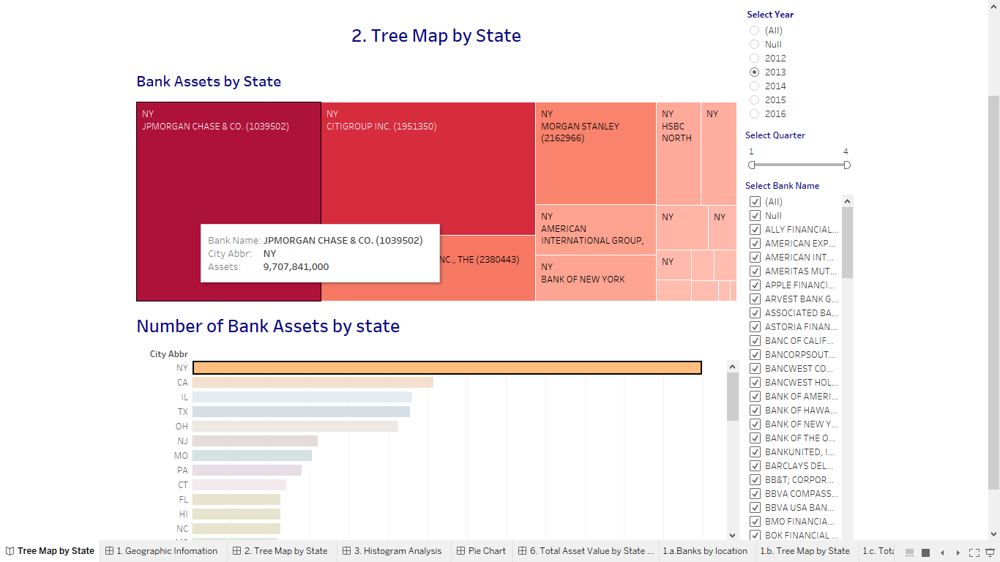 2. Tree Map by State
Bank Assets by State
NY
JPMORGAN CHASE & CO. (1039502)
NY
CITIGROUP INC. (1951350)
NY
MORGAN STANLEY
(2162966)
NY
HSBC
NORTH
NY
NY
AMERICAN
INTERNATIONAL GROUP,
NY
NY
NC., THE (2380443)
NY
BANK OF NEW YORK
NY
Bank Name: JPMORGAN CHASE & CO. (1039502)
City Abbr: NY
Assets: 9,707,841,000
Number of Bank Assets by state
City Abbr
NY
CA
IL
TX
OH
NJ
MO
PA
CT
FL
HI
NC
Select Year
(All)
Null
2012
2013
2014
2015
2016
Select Quarter
1 4
Select Bank Name
(All)
Null
ALLY FINANCIAL...
AMERICAN EXP...
AMERICAN INT...
AMERITAS MUT...
APPLE FINANCI...
ARVEST BANK G...
ASSOCIATED BA...
ASTORIA FINAN...
BANC OF CALIF...
BANCORPSOUT...
BANCWEST CO...
BANCWEST HOL...
BANK OF AMERI...
BANK OF HAWA...
BANK OF NEW Y...
BANK OF THE O...
BANKUNITED, I...
BARCLAYS DEL...
BB&T; CORPOR...
BBVA COMPASS...
BBVA USA BAN...
BMO FINANCIA...
BOK FINANCIAL ...
Tree Map by State
1. Geographic Infomation
2. Tree Map by State
3. Histogram Analysis
Pie Chart
6. Total Asset Value by State ...
1.a.Banks by location
1.b. Tree Map by State
1.c. Tota